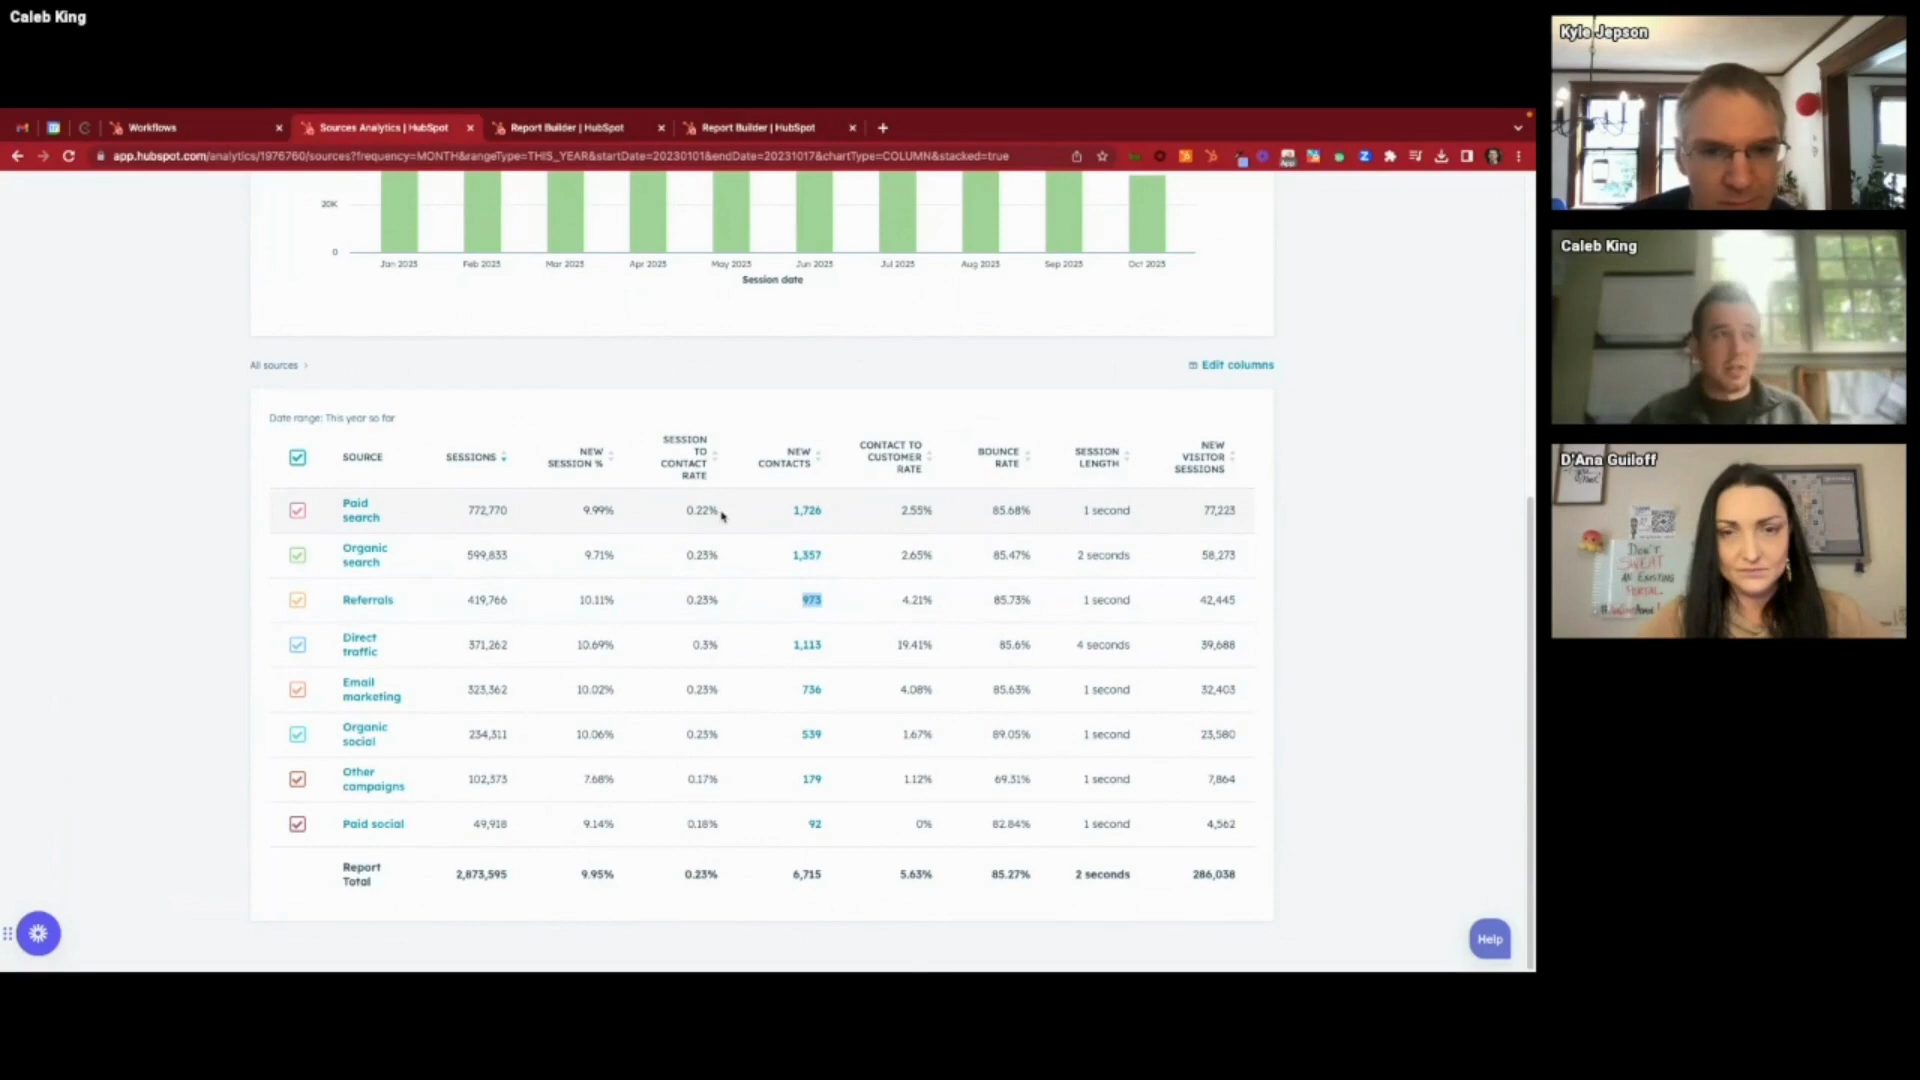 Caleb King
Workflows
Sources Analytics | HubSpot
Report Builder | HubSpot
Report Builder | HubSpot
app.hubspot.com/analytics/1976760/sources?frequency=MONTH&rangeType=THIS_YEAR&startDate=20230101&endDate=20231017&chartType=COLUMN&stacked=true
20K
0
Jan 2023 Feb 2023 Mar 2023 Apr 2023 May 2023 Jun 2023 Jul 2023 Aug 2023 Sep 2023 Oct 2023
Session date
All sources
Edit columns
Date range: This year so far
SOURCE SESSIONS NEW SESSION % SESSION TO CONTACT RATE NEW CONTACTS CONTACT TO CUSTOMER RATE BOUNCE RATE SESSION LENGTH NEW VISITOR SESSIONS
Paid search 772,770 9.99% 0.22% 1,726 2.55% 85.68% 1 second 77,223
Organic search 599,833 9.71% 0.23% 1,357 2.65% 85.47% 2 seconds 58,273
Referrals 419,766 10.11% 0.23% 973 4.21% 85.73% 1 second 42,445
Direct traffic 371,262 10.69% 0.3% 1,113 19.41% 85.6% 4 seconds 39,688
Email marketing 323,362 10.02% 0.23% 736 4.08% 85.63% 1 second 32,403
Organic social 234,311 10.06% 0.23% 539 1.67% 89.05% 1 second 23,580
Other campaigns 102,373 7.68% 0.17% 179 1.12% 69.31% 1 second 7,864
Paid social 49,918 9.14% 0.18% 92 0% 82.84% 1 second 4,562
Report Total 2,873,595 9.95% 0.23% 6,715 5.63% 85.27% 2 seconds 286,038
Help
Kyle Jepson
Caleb King
D'Ana Guiloff
Don't
SWEAT
AN EXISTING
PORTAL.